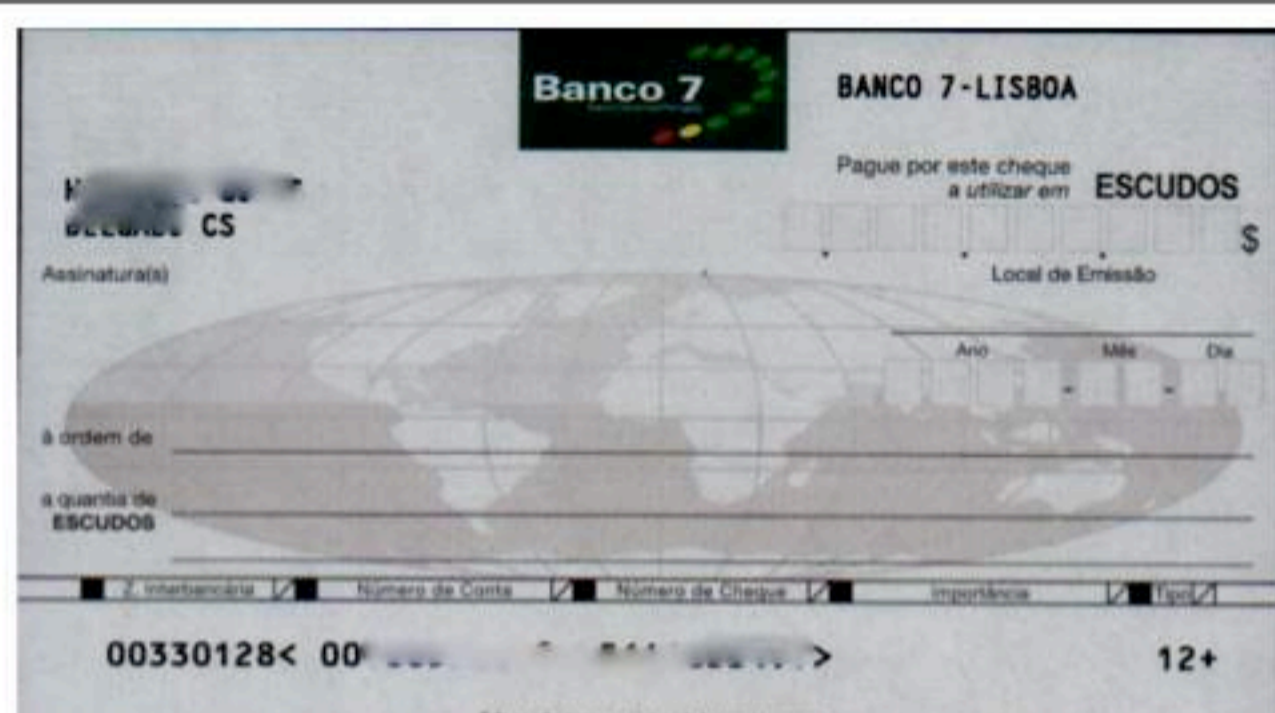 Banco 7
BANCO 7-LISBOA
Pague por este cheque
a utilizar em ESCUDOS
CS
$
Assinatura(s)
Local de Emissão
Ano Mês Dia
à ordem de
a quantia de
ESCUDOS
Z. Interbancária Número de Conta Número de Cheque Importância Tipo
00330128< 00 > 12+